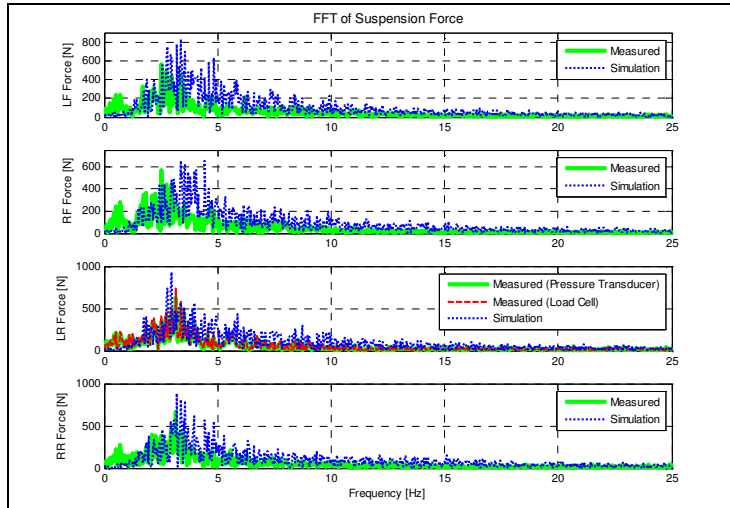 FFT of Suspension Force
LF Force [N]
800
600
400
200
0
0 5 10 15 20 25
Measured
Simulation
RF Force [N]
600
400
200
0
0 5 10 15 20 25
Measured
Simulation
LR Force [N]
1000
500
0
0 5 10 15 20 25
Measured (Pressure Transducer)
Measured (Load Cell)
Simulation
RR Force [N]
1000
500
0
0 5 10 15 20 25
Measured
Simulation
Frequency [Hz]